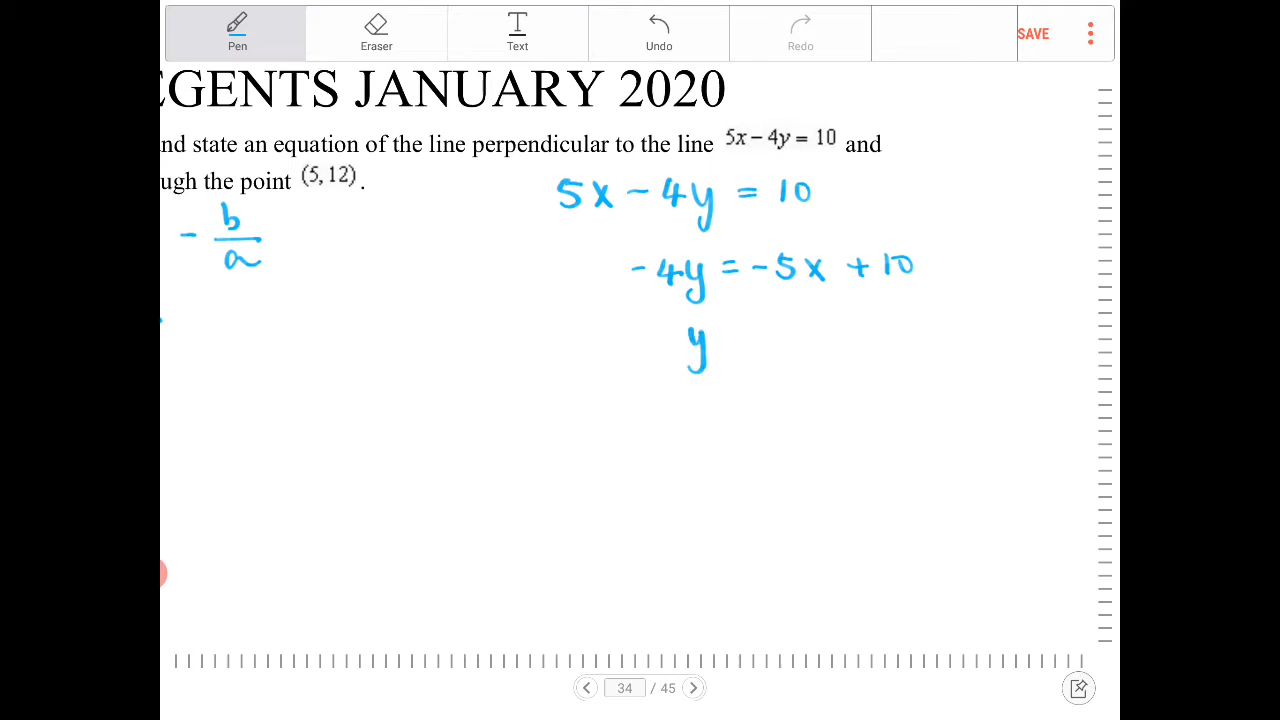 Pen Eraser Text Undo Redo SAVE
EGENTS JANUARY 2020
nd state an equation of the line perpendicular to the line 5x − 4y = 10 and
ugh the point (5, 12).
5x − 4y = 10
- b/a
- 4y = -5x + 10
y
34 / 45